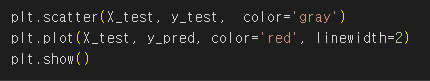 plt.scatter(X_test, y_test,  color='gray')
plt.plot(X_test, y_pred, color='red', linewidth=2)
plt.show()